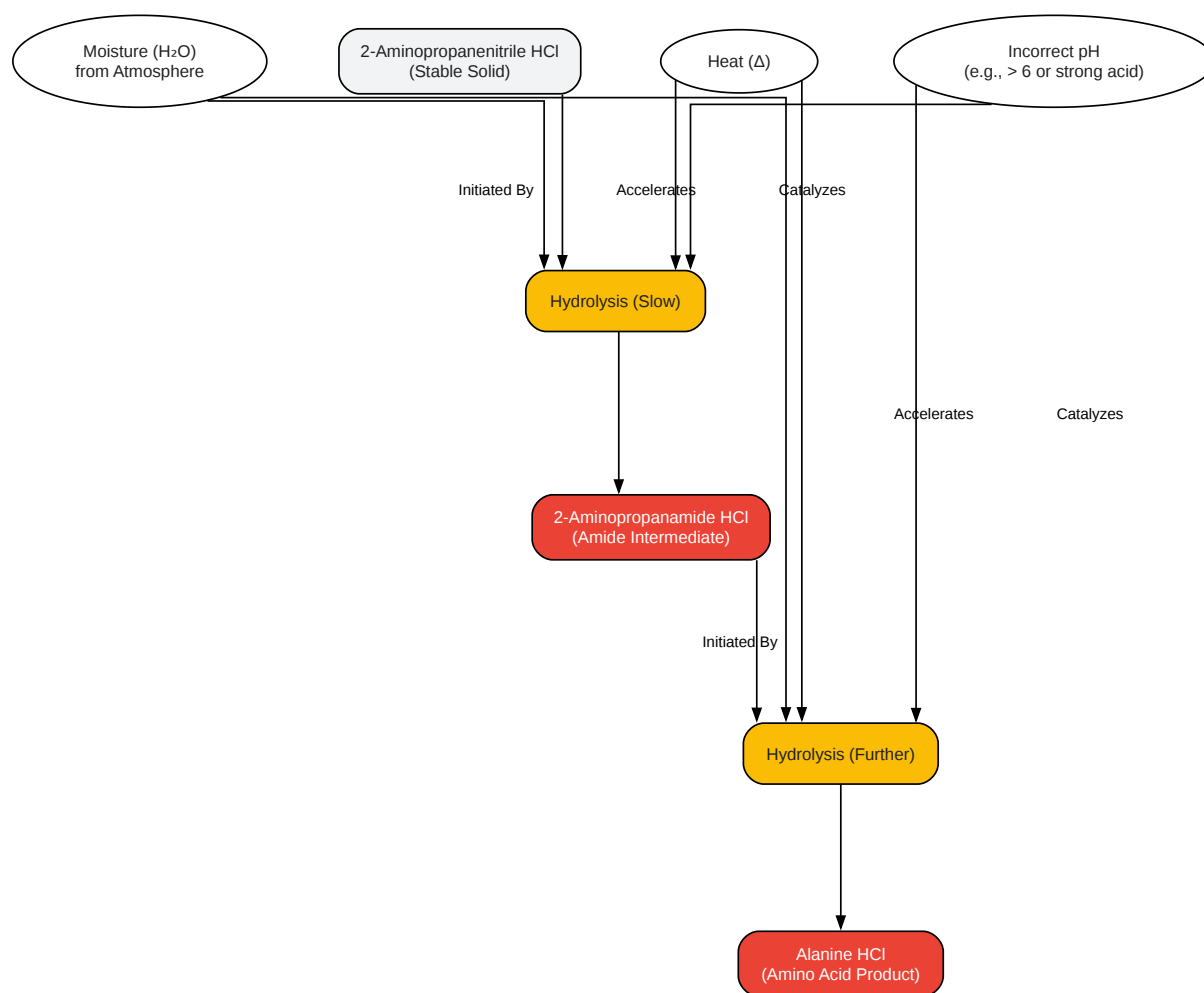 Moisture (H₂O)
from Atmosphere
2-Aminopropanenitrile HCl
(Stable Solid)
Heat (Δ)
Incorrect pH
(e.g., > 6 or strong acid)
Initiated By
Accelerates
Catalyzes
Hydrolysis (Slow)
Accelerates
Catalyzes
2-Aminopropanamide HCl
(Amide Intermediate)
Initiated By
Hydrolysis (Further)
Alanine HCl
(Amino Acid Product)